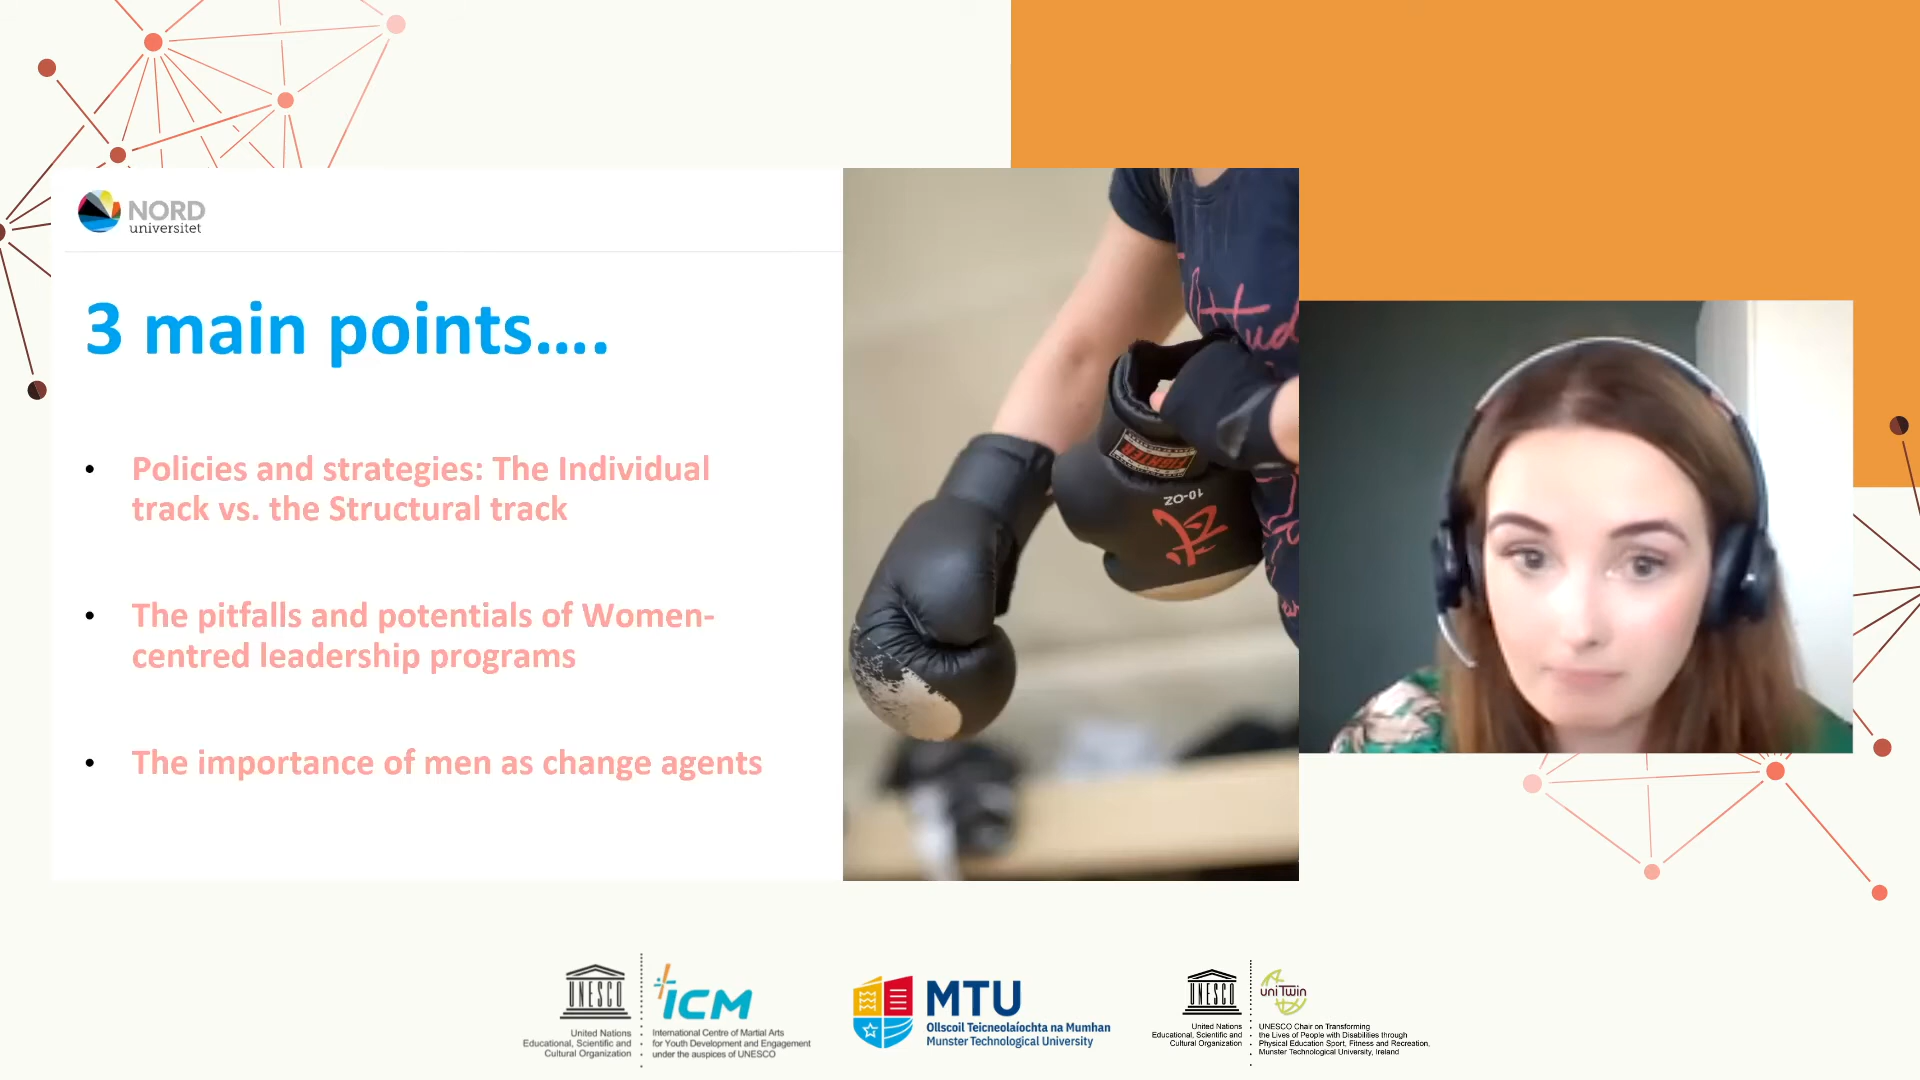 NORD
universitet
3 main points....
• Policies and strategies: The Individual
track vs. the Structural track
• The pitfalls and potentials of Women-
centred leadership programs
• The importance of men as change agents
FIGHTER
10-OZ
UNESCO
United Nations
Educational, Scientific and
Cultural Organization
ICM
International Centre of Martial Arts
for Youth Development and Engagement
under the auspices of UNESCO
MTU
Ollscoil Teicneolaíochta na Mumhan
Munster Technological University
UNESCO
United Nations
Educational, Scientific and
Cultural Organization
uniTwin
UNESCO Chair on Transforming
the Lives of People with Disabilities through
Physical Education Sport, Fitness and Recreation,
Munster Technological University, Ireland